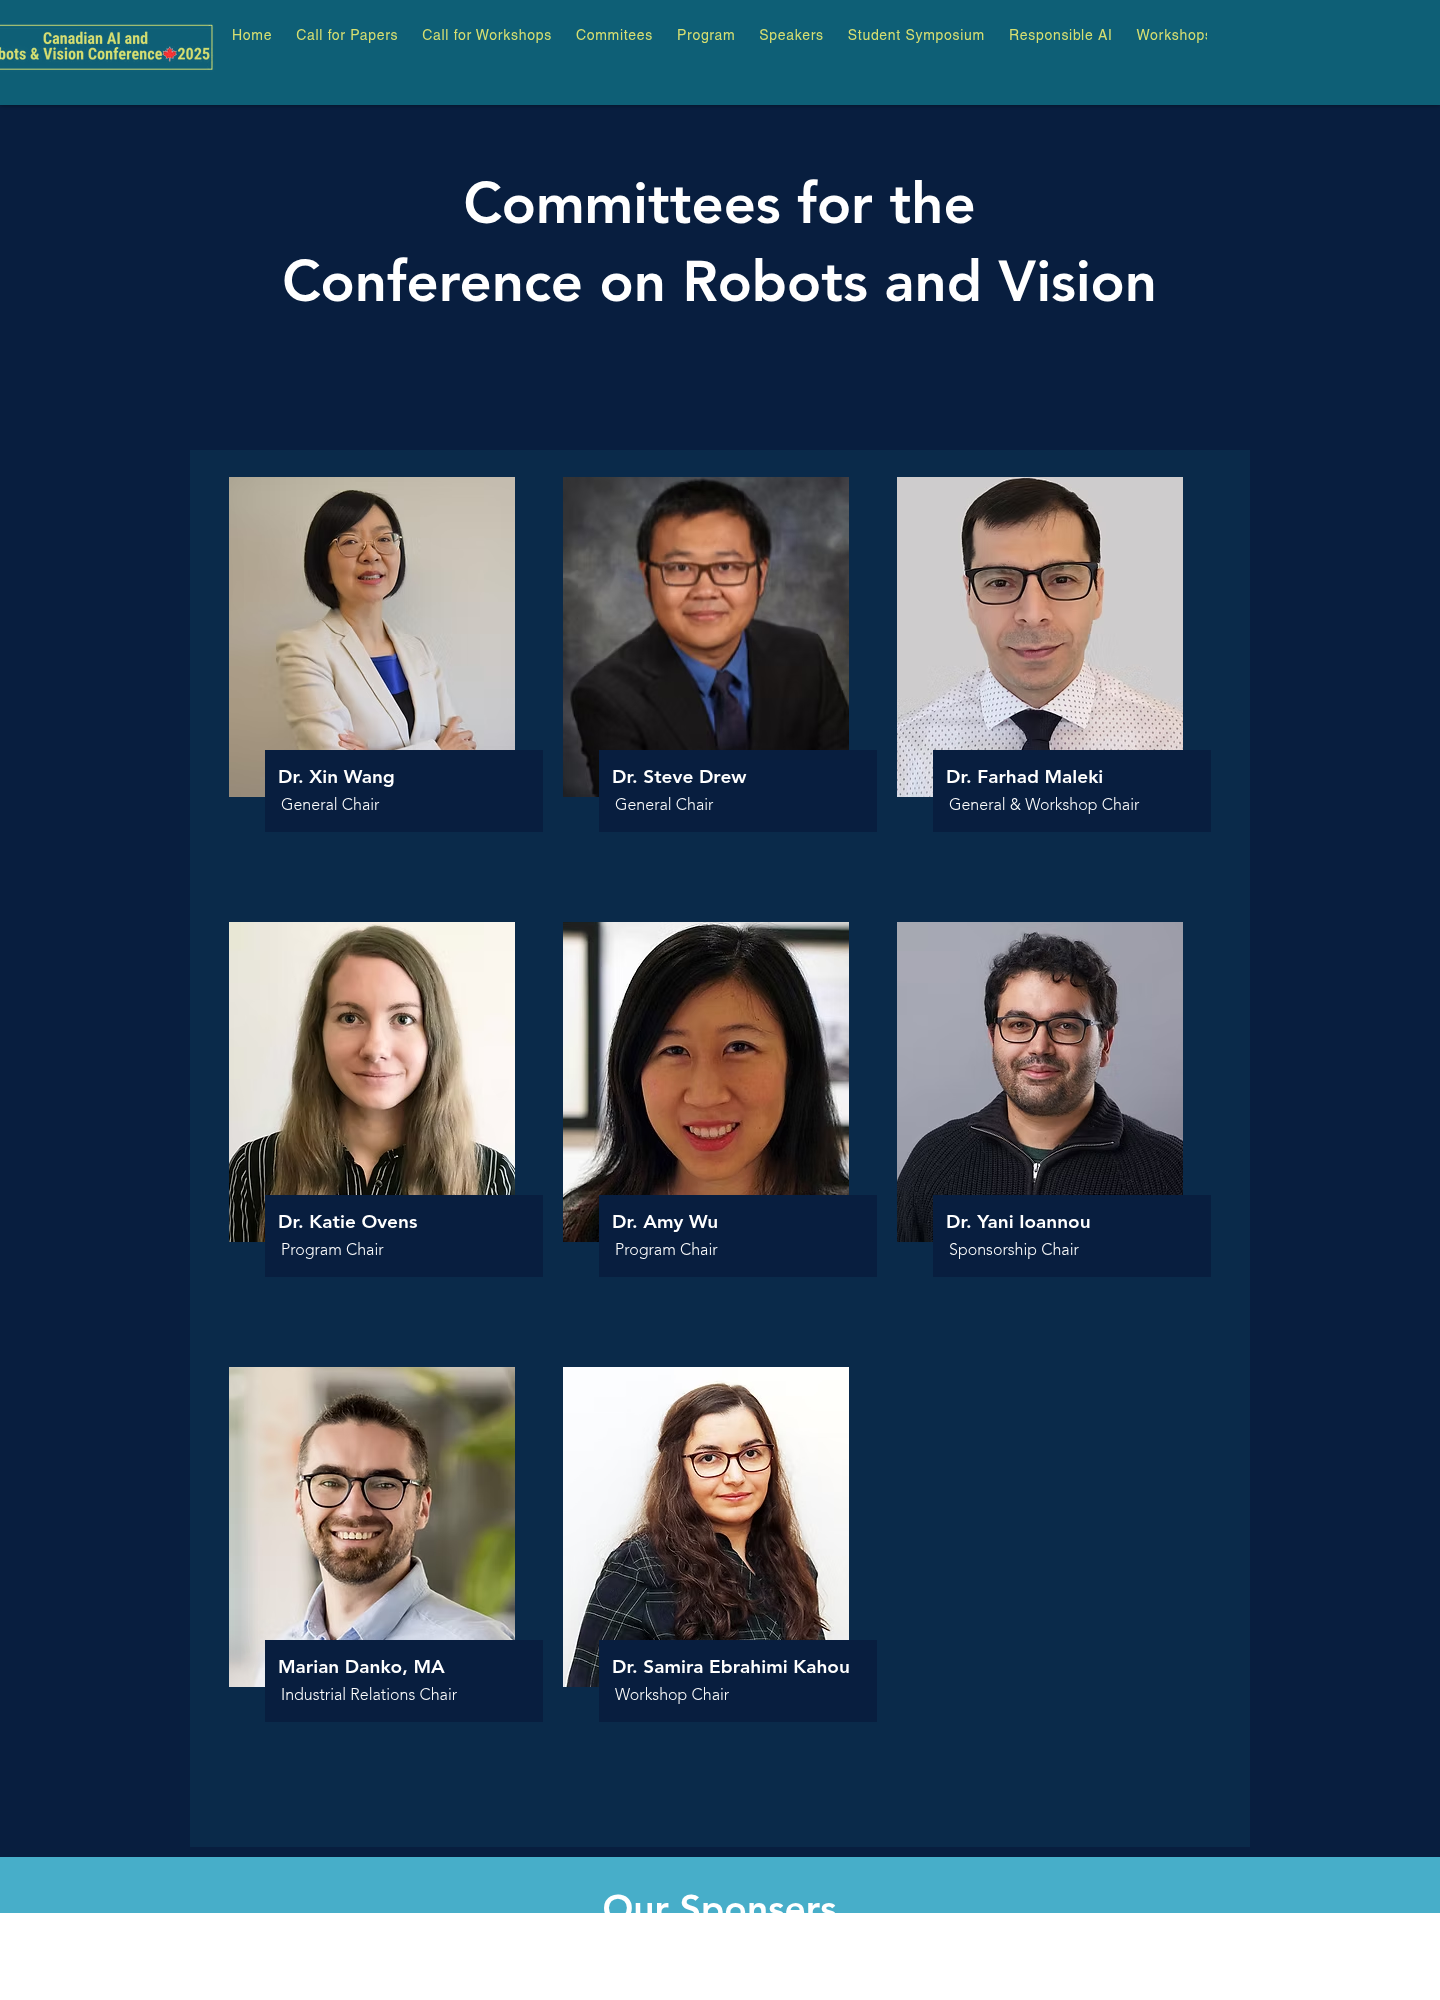 Canadian AI and
bots & Vision Conference 2025
Home Call for Papers Call for Workshops Commitees Program Speakers Student Symposium Responsible AI Workshops
Committees for the
Conference on Robots and Vision
Dr. Xin Wang
General Chair
Dr. Steve Drew
General Chair
Dr. Farhad Maleki
General & Workshop Chair
Dr. Katie Ovens
Program Chair
Dr. Amy Wu
Program Chair
Dr. Yani Ioannou
Sponsorship Chair
Marian Danko, MA
Industrial Relations Chair
Dr. Samira Ebrahimi Kahou
Workshop Chair
Our Sponsers